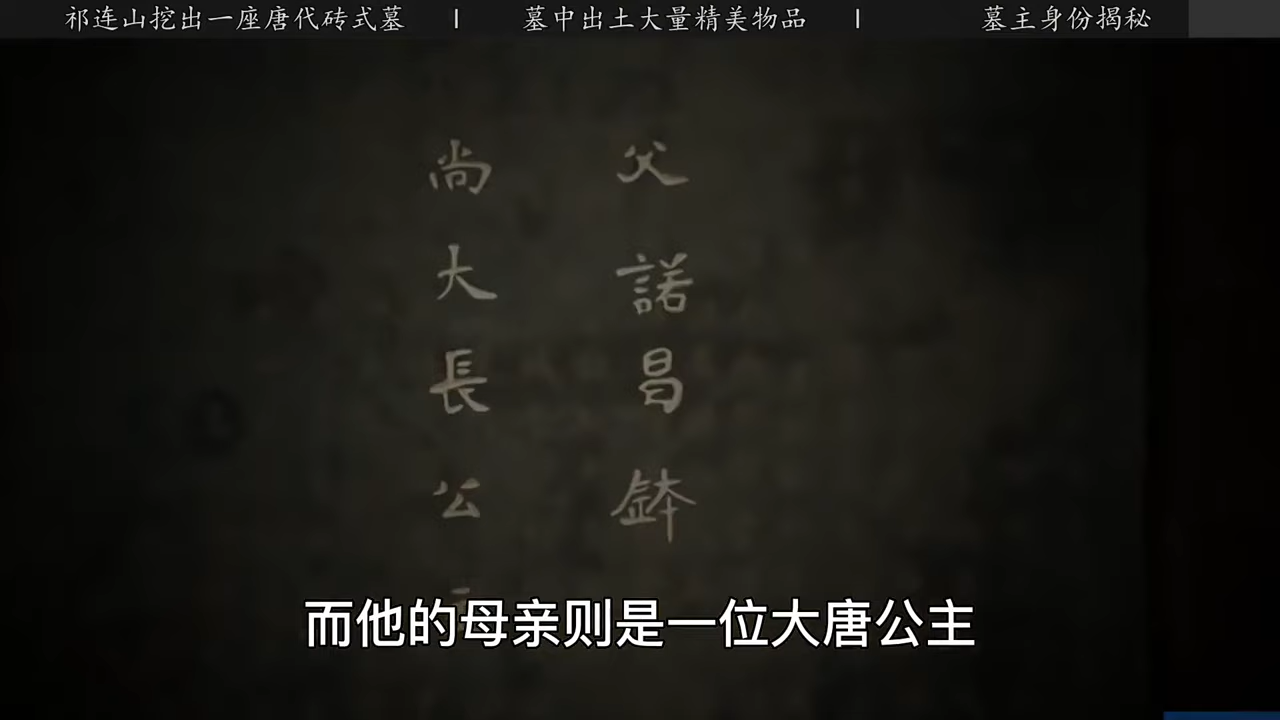 祁连山挖出一座唐代砖式墓 | 墓中出土大量精美物品 | 墓主身份揭秘
父諾曷鉢
尚大長公
而他的母亲则是一位大唐公主